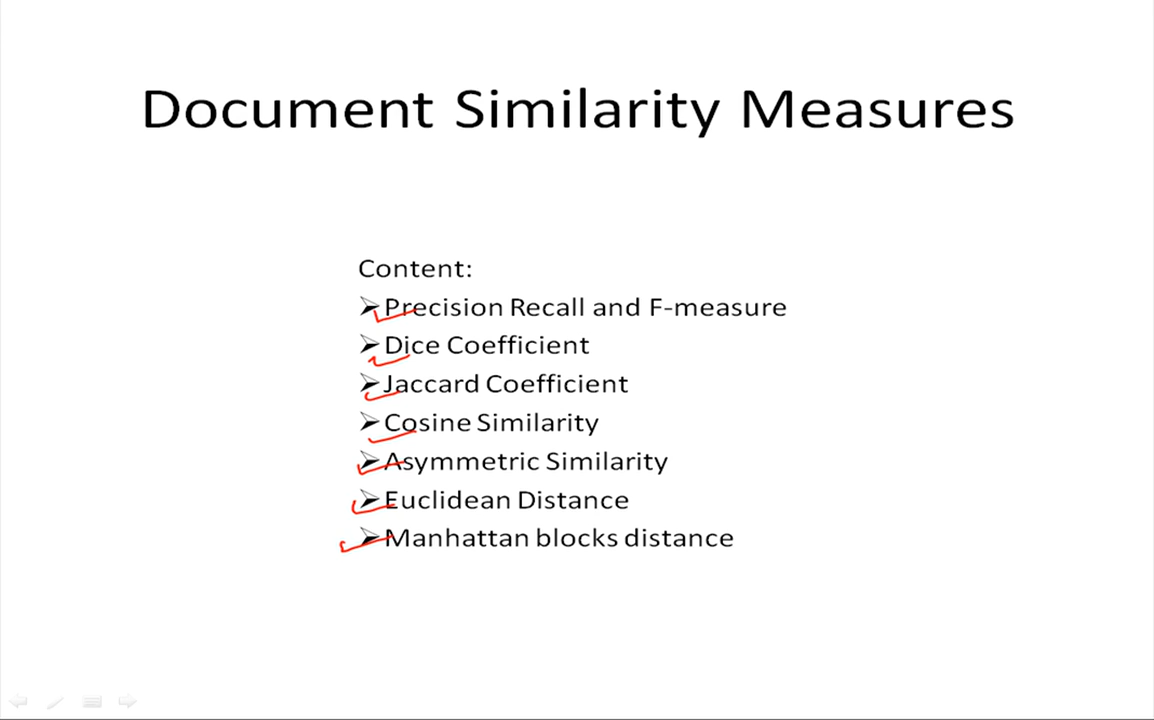 Document Similarity Measures
Content:
Precision Recall and F-measure
Dice Coefficient
Jaccard Coefficient
Cosine Similarity
Asymmetric Similarity
Euclidean Distance
Manhattan blocks distance